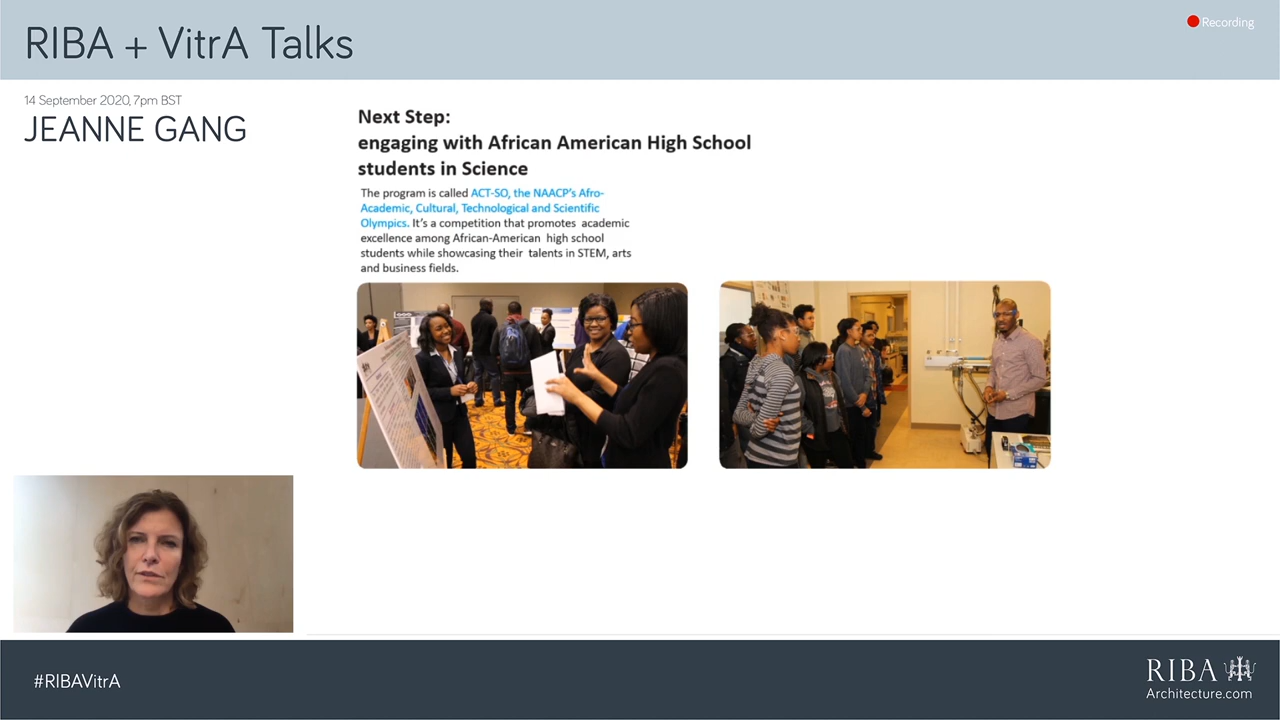 RIBA + VitrA Talks
Recording
14 September 2020, 7pm BST
JEANNE GANG
Next Step:
engaging with African American High School
students in Science
The program is called ACT-SO, the NAACP's Afro-
Academic, Cultural, Technological and Scientific
Olympics. It's a competition that promotes academic
excellence among African-American high school
students while showcasing their talents in STEM, arts
and business fields.
#RIBAVitrA
RIBA
Architecture.com